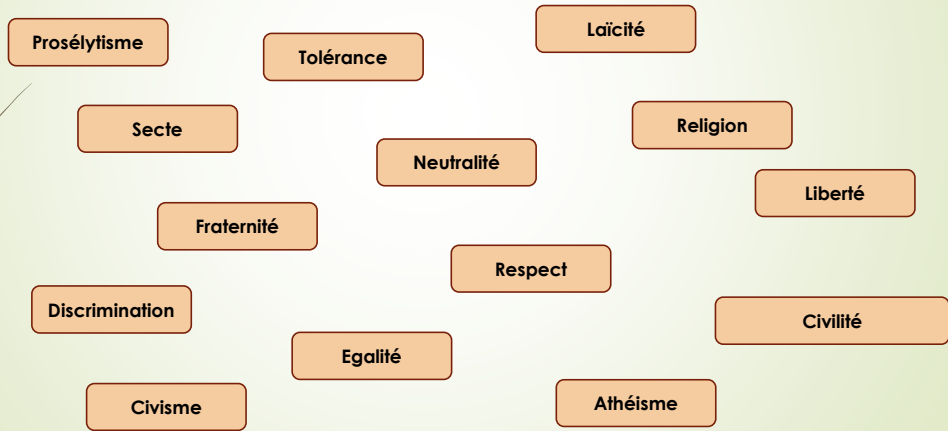 Prosélytisme
Tolérance
Laïcité
Secte
Neutralité
Religion
Liberté
Fraternité
Respect
Discrimination
Civilité
Egalité
Civisme
Athéisme